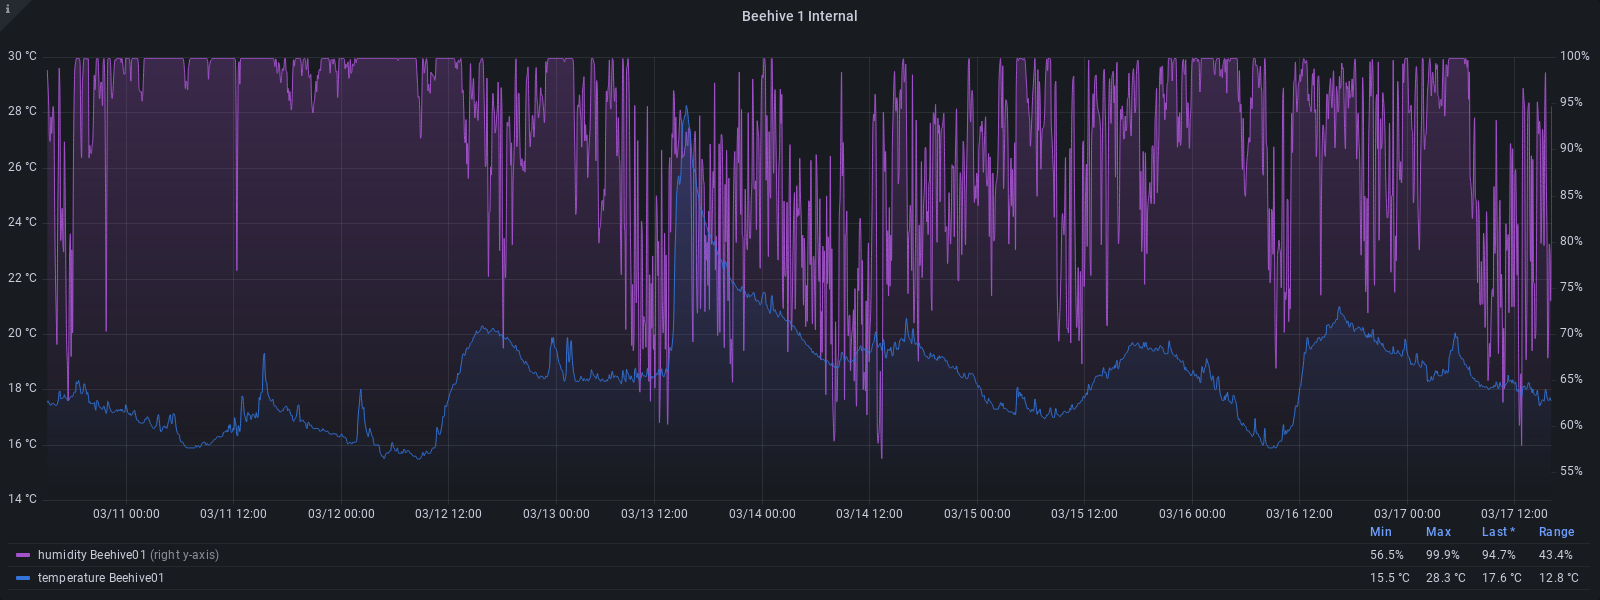 i
Beehive 1 Internal
30 °C 100%
28 °C 95%
26 °C 90%
24 °C 85%
22 °C 80%
20 °C 75%
18 °C 70%
16 °C 65%
14 °C 60%
55%
03/11 00:00 03/11 12:00 03/12 00:00 03/12 12:00 03/13 00:00 03/13 12:00 03/14 00:00 03/14 12:00 03/15 00:00 03/15 12:00 03/16 00:00 03/16 12:00 03/17 00:00 03/17 12:00
Min Max Last * Range
humidity Beehive01 (right y-axis) 56.5% 99.9% 94.7% 43.4%
temperature Beehive01 15.5 °C 28.3 °C 17.6 °C 12.8 °C